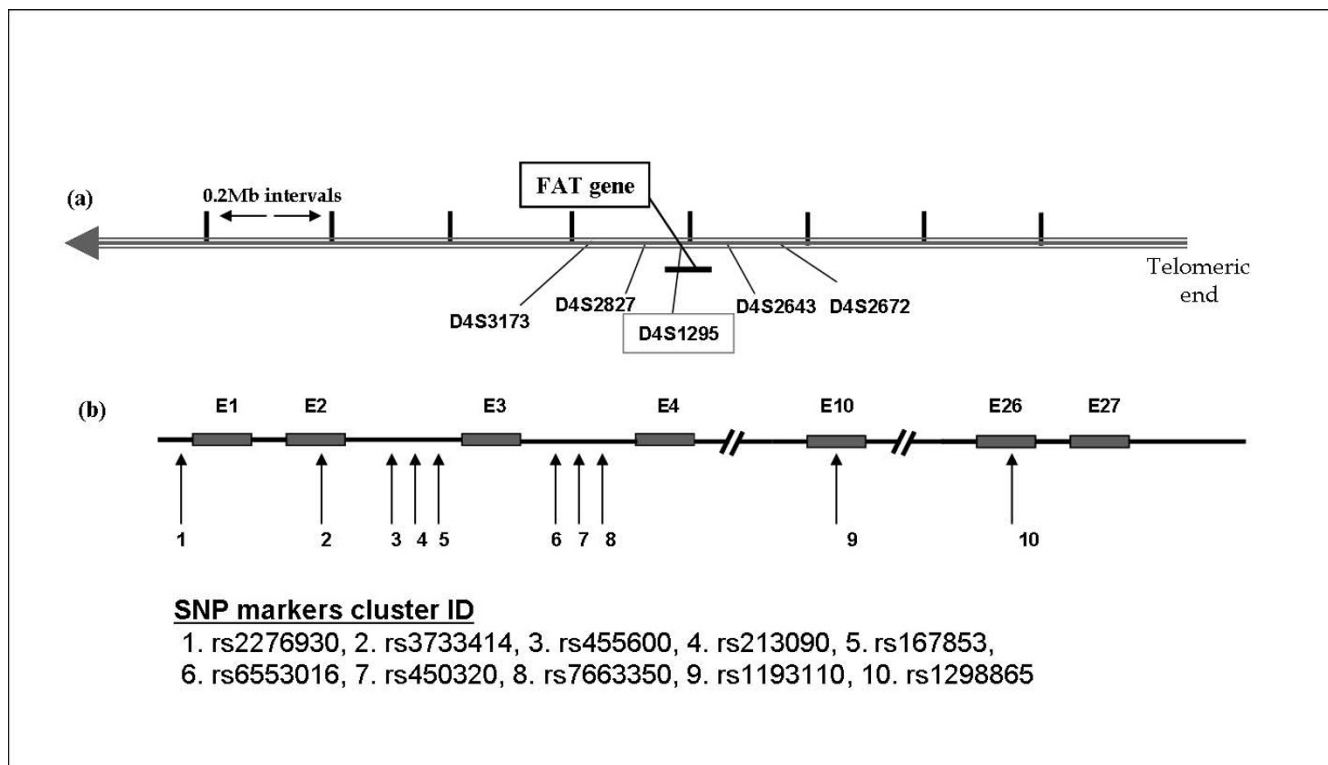 FAT gene
(a)
0.2Mb intervals
Telomeric
end
D4S3173
D4S2827
D4S1295
D4S2643
D4S2672
(b)
E1 E2 E3 E4 E10 E26 E27
1 2 3 4 5 6 7 8 9 10
SNP markers cluster ID
1. rs2276930, 2. rs3733414, 3. rs455600, 4. rs213090, 5. rs167853,
6. rs6553016, 7. rs450320, 8. rs7663350, 9. rs1193110, 10. rs1298865